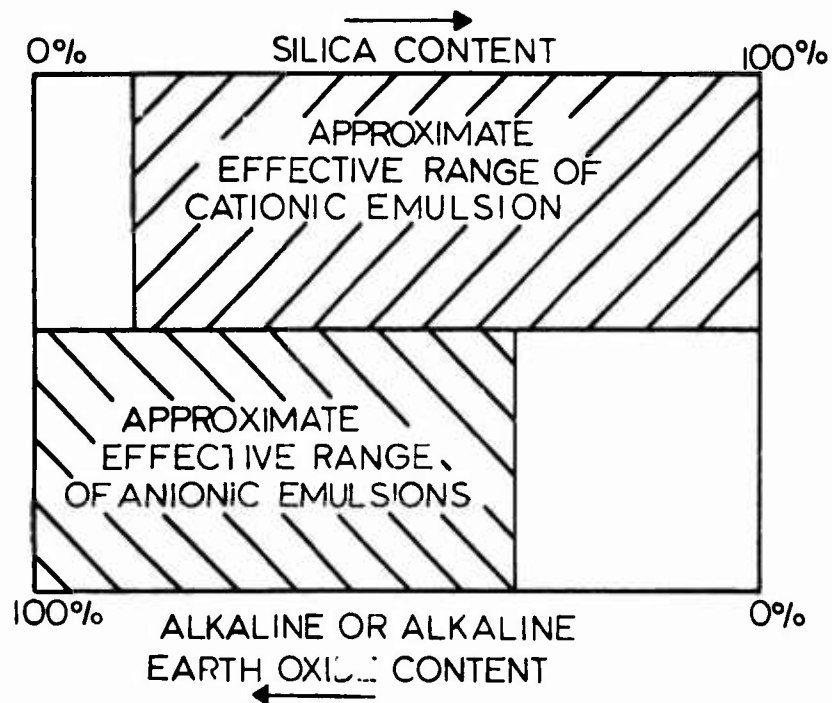 SILICA CONTENT
0%
100%
APPROXIMATE
EFFECTIVE RANGE OF
CATIONIC EMULSION
APPROXIMATE
EFFECTIVE RANGE
OF ANIONIC EMULSIONS
100%
0%
ALKALINE OR ALKALINE
EARTH CONTENT